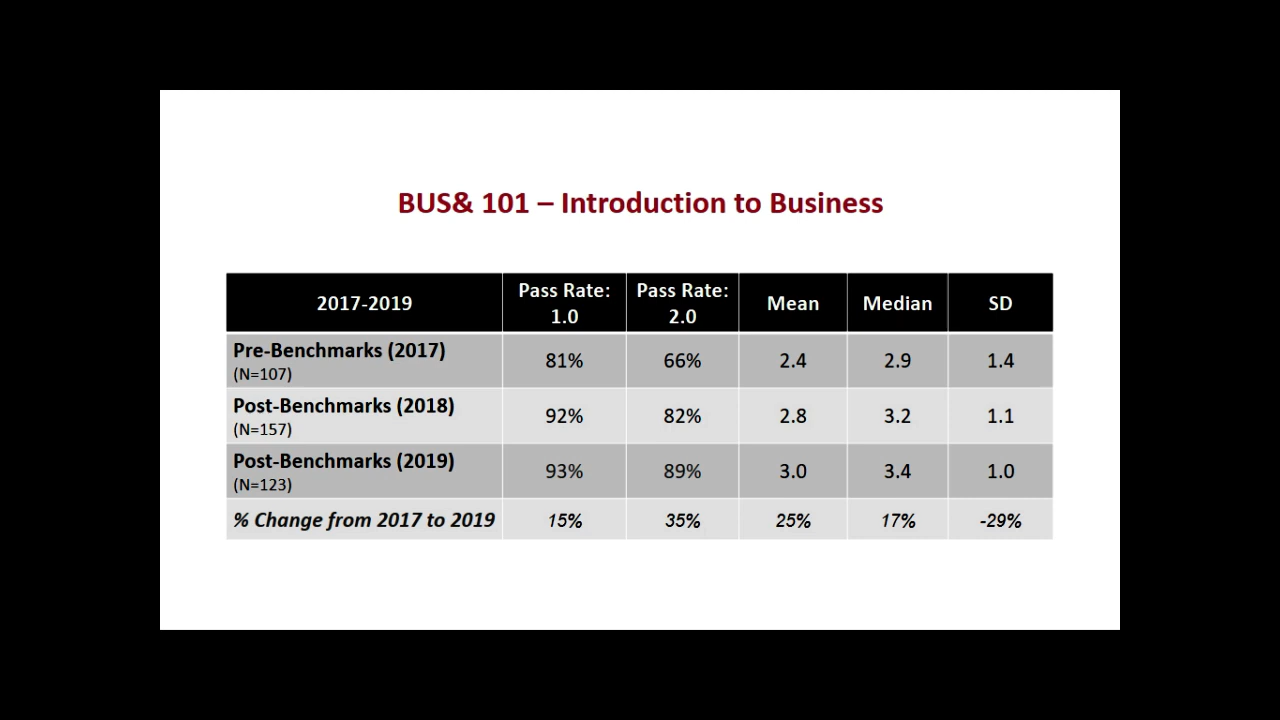 BUS& 101 – Introduction to Business
2017-2019 Pass Rate: 1.0 Pass Rate: 2.0 Mean Median SD
Pre-Benchmarks (2017) 81% 66% 2.4 2.9 1.4
(N=107)
Post-Benchmarks (2018) 92% 82% 2.8 3.2 1.1
(N=157)
Post-Benchmarks (2019) 93% 89% 3.0 3.4 1.0
(N=123)
% Change from 2017 to 2019 15% 35% 25% 17% -29%